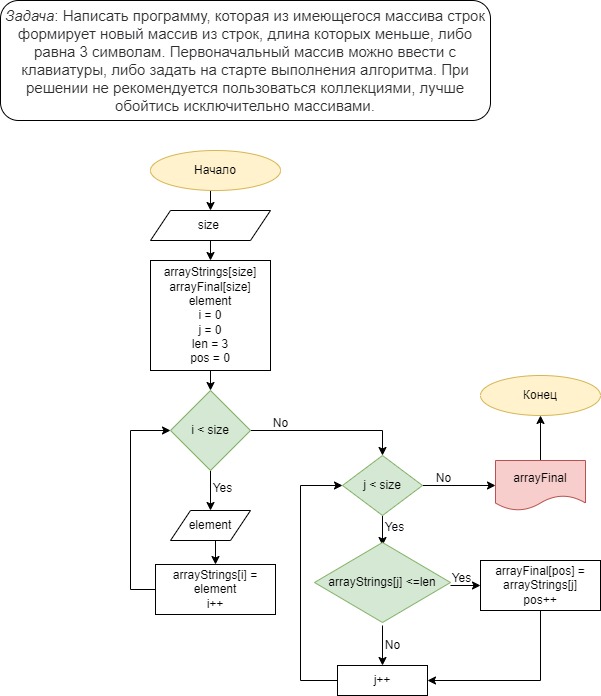 Задача: Написать программу, которая из имеющегося массива строк
формирует новый массив из строк, длина которых меньше, либо
равна 3 символам. Первоначальный массив можно ввести с
клавиатуры, либо задать на старте выполнения алгоритма. При
решении не рекомендуется пользоваться коллекциями, лучше
обойтись исключительно массивами.
Начало
size
arrayStrings[size]
arrayFinal[size]
element
i = 0
j = 0
len = 3
pos = 0
i < size
No
Yes
element
arrayStrings[i] =
element
i++
j < size
No
arrayFinal
Конец
Yes
arrayStrings[j] <=len
Yes
arrayFinal[pos] =
arrayStrings[j]
pos++
No
j++